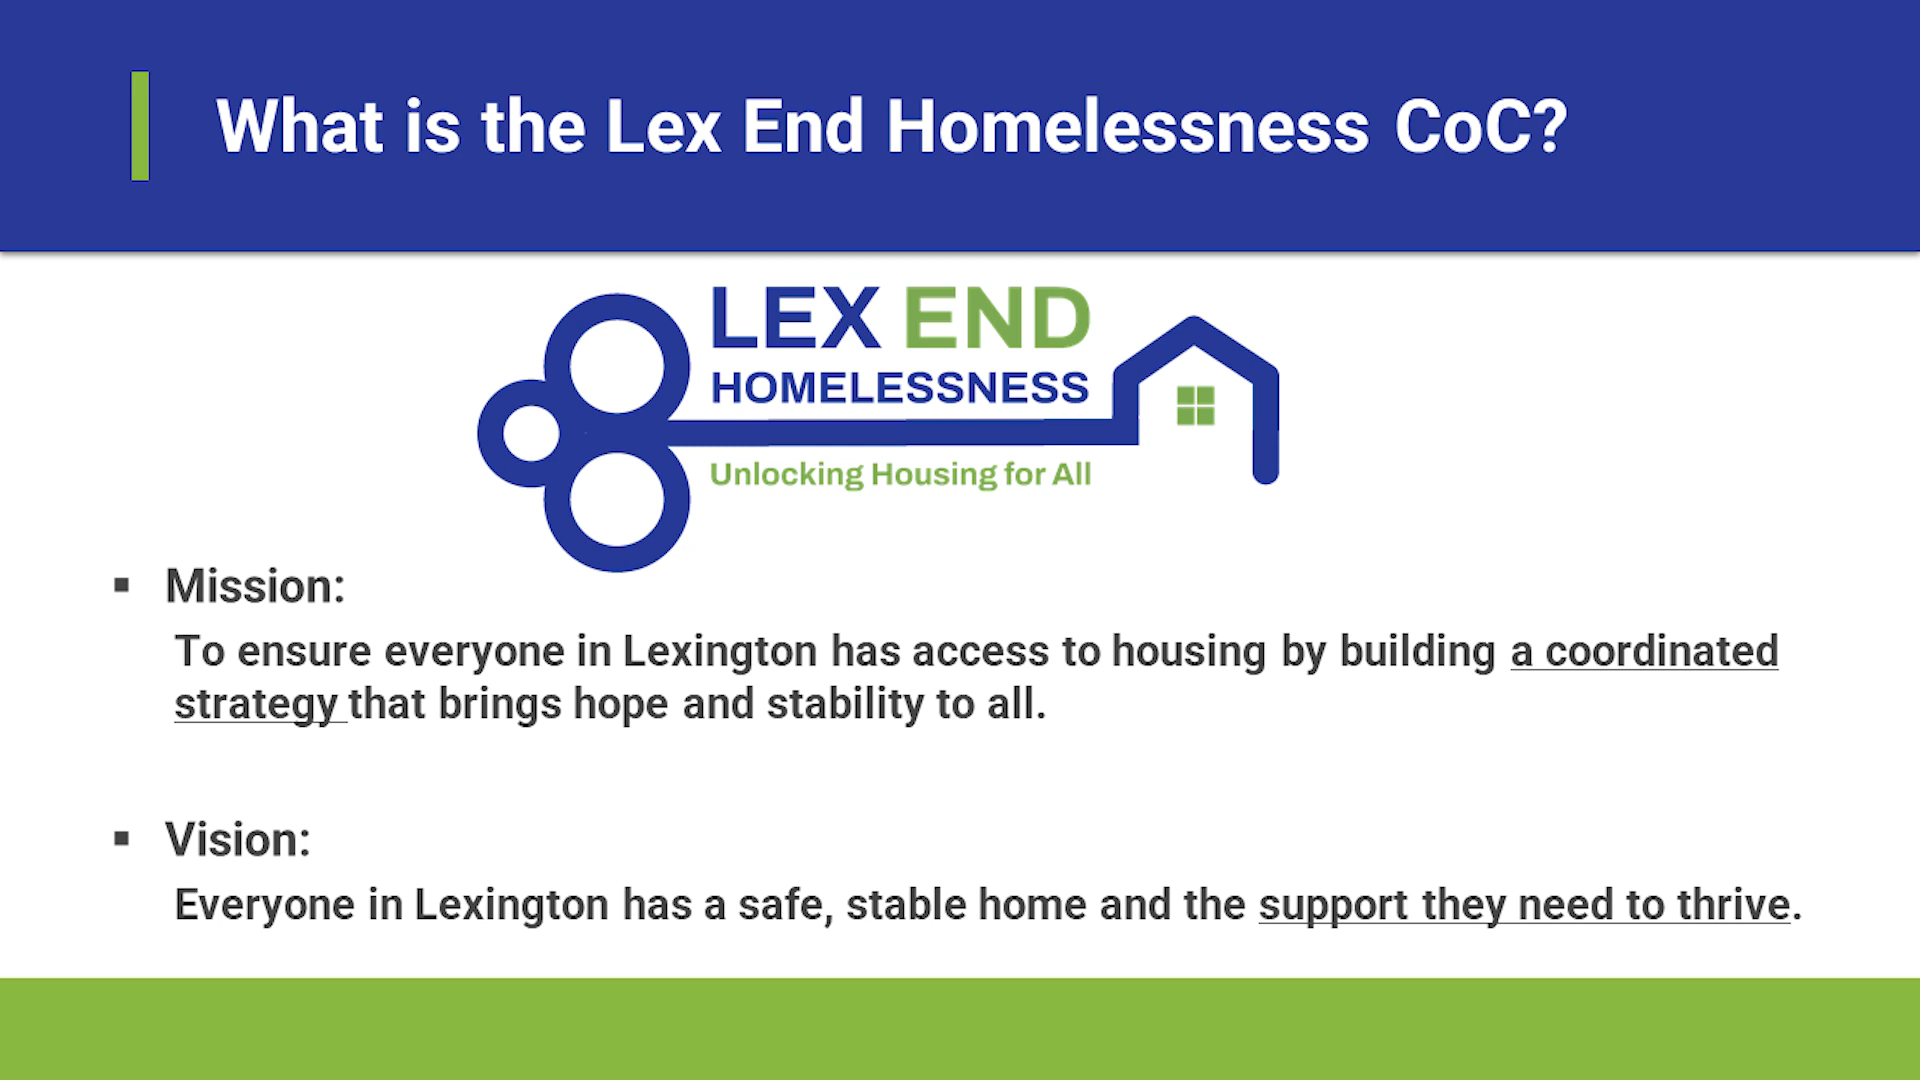 What is the Lex End Homelessness CoC?
LEX END
HOMELESSNESS
Unlocking Housing for All
▪ Mission:
To ensure everyone in Lexington has access to housing by building a coordinated
strategy that brings hope and stability to all.
▪ Vision:
Everyone in Lexington has a safe, stable home and the support they need to thrive.